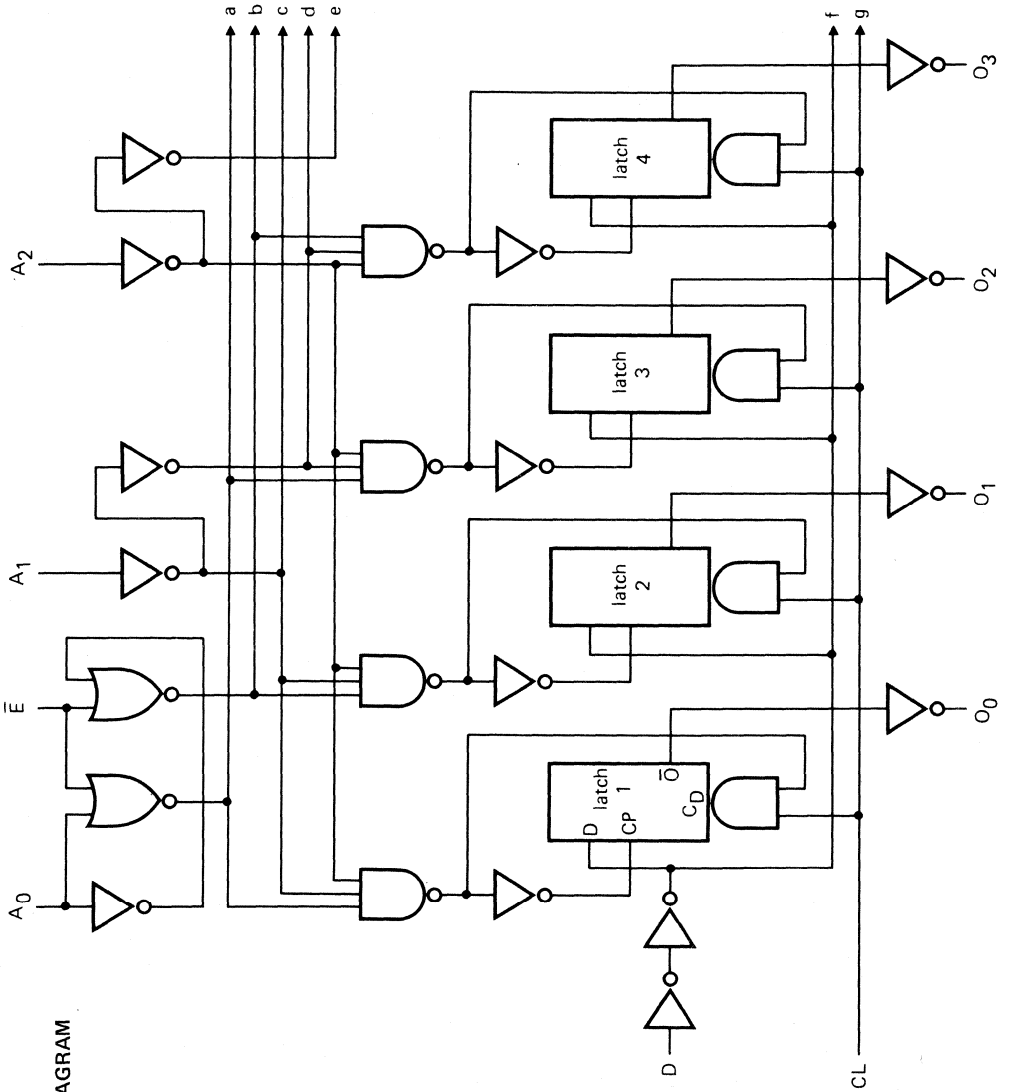 AGRAM
A0
E̅
A1
A2
a
b
c
d
e
latch
1
D
CP
CD
O̅
latch
2
latch
3
latch
4
D
CL
f
g
O0
O1
O2
O3